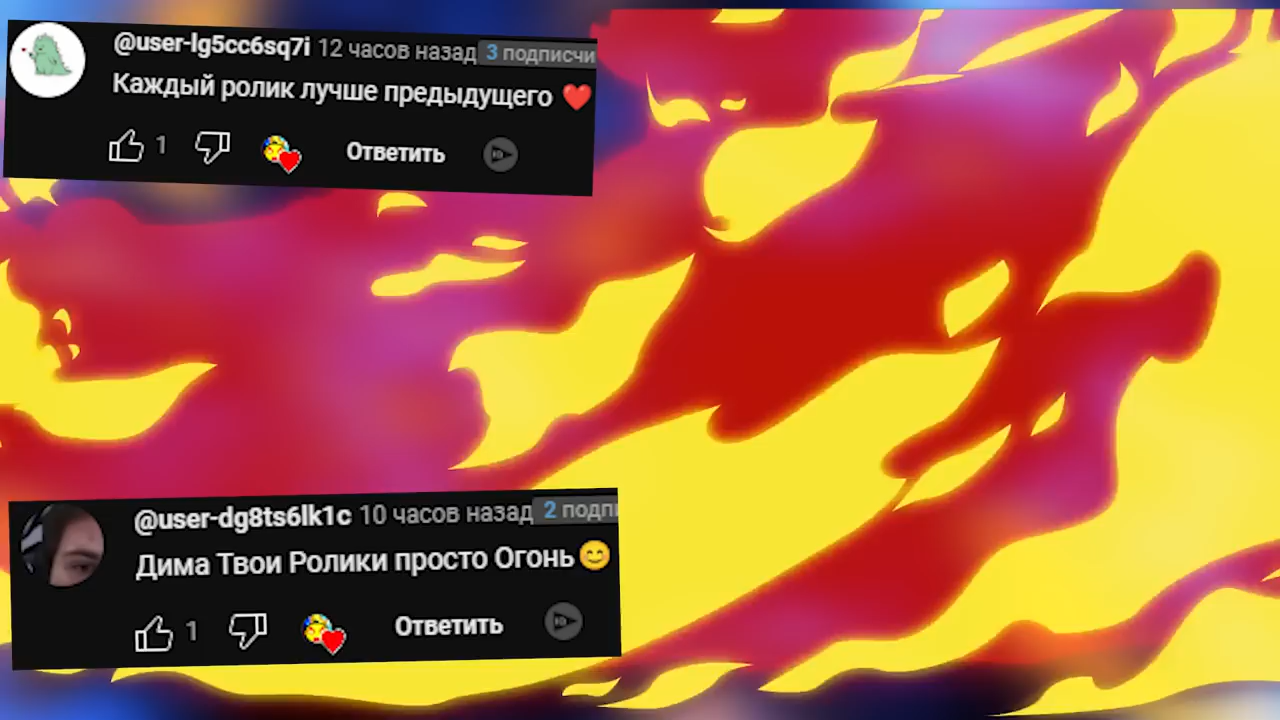 @user-lg5cc6sq7i 12 часов назад 3 подписчи
Каждый ролик лучше предыдущего ❤️
1 Ответить
@user-dg8ts6lk1c 10 часов назад 2 подпи
Дима Твои Ролики просто Огонь 😊
1 Ответить